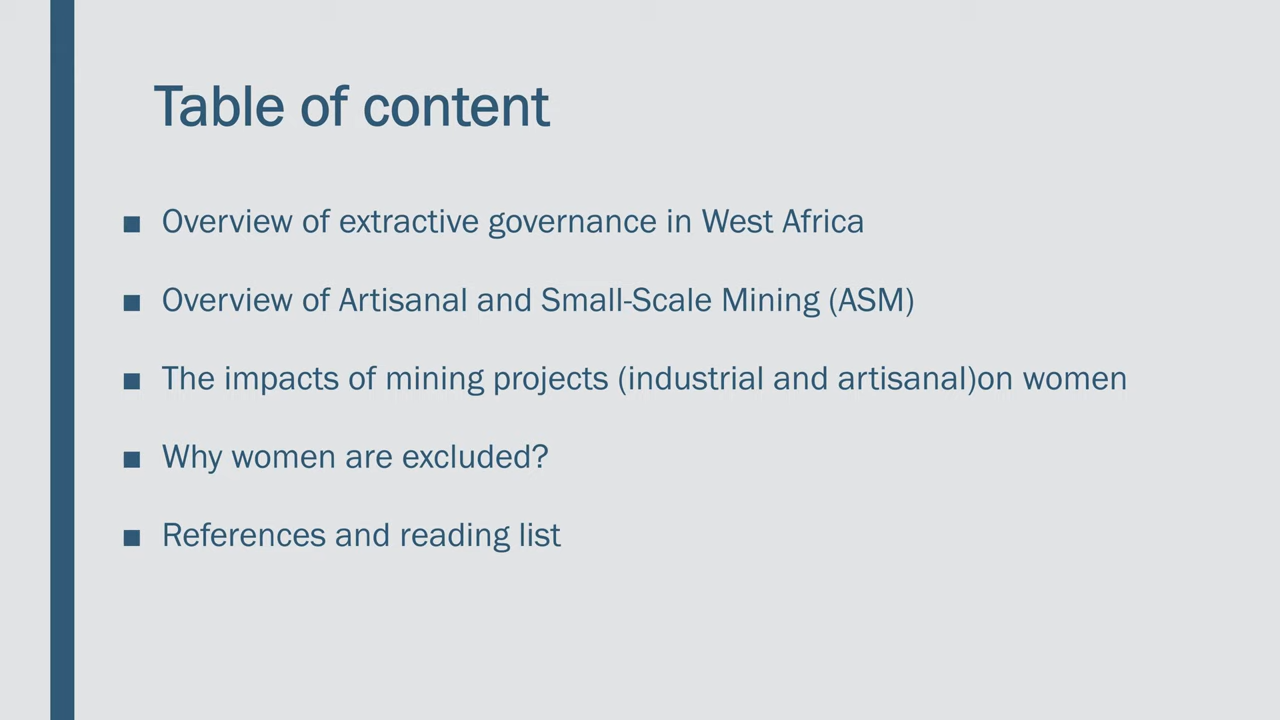 Table of content
■ Overview of extractive governance in West Africa
■ Overview of Artisanal and Small-Scale Mining (ASM)
■ The impacts of mining projects (industrial and artisanal)on women
■ Why women are excluded?
■ References and reading list